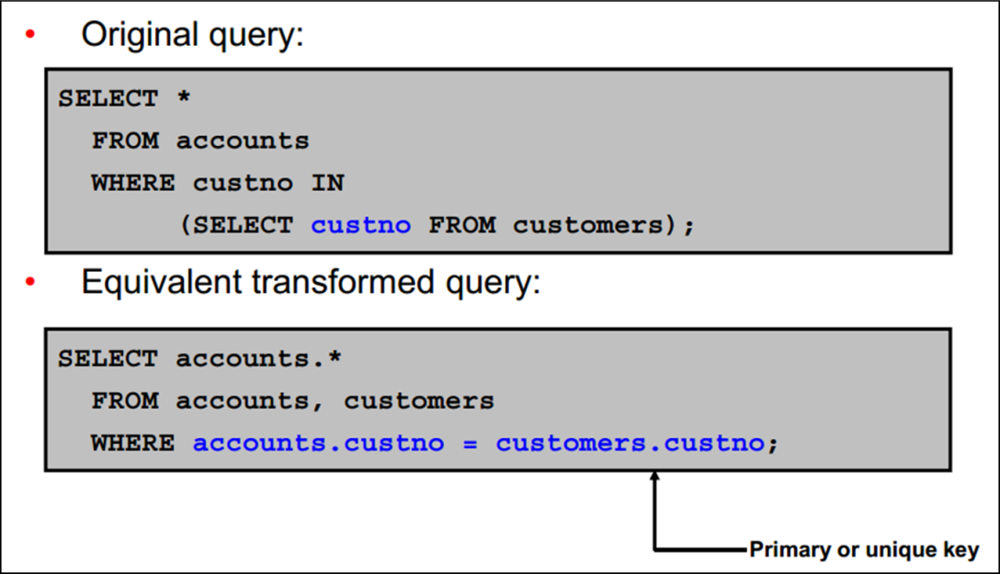 • Original query:
SELECT *
FROM accounts
WHERE custno IN
(SELECT custno FROM customers);
• Equivalent transformed query:
SELECT accounts.*
FROM accounts, customers
WHERE accounts.custno = customers.custno;
Primary or unique key